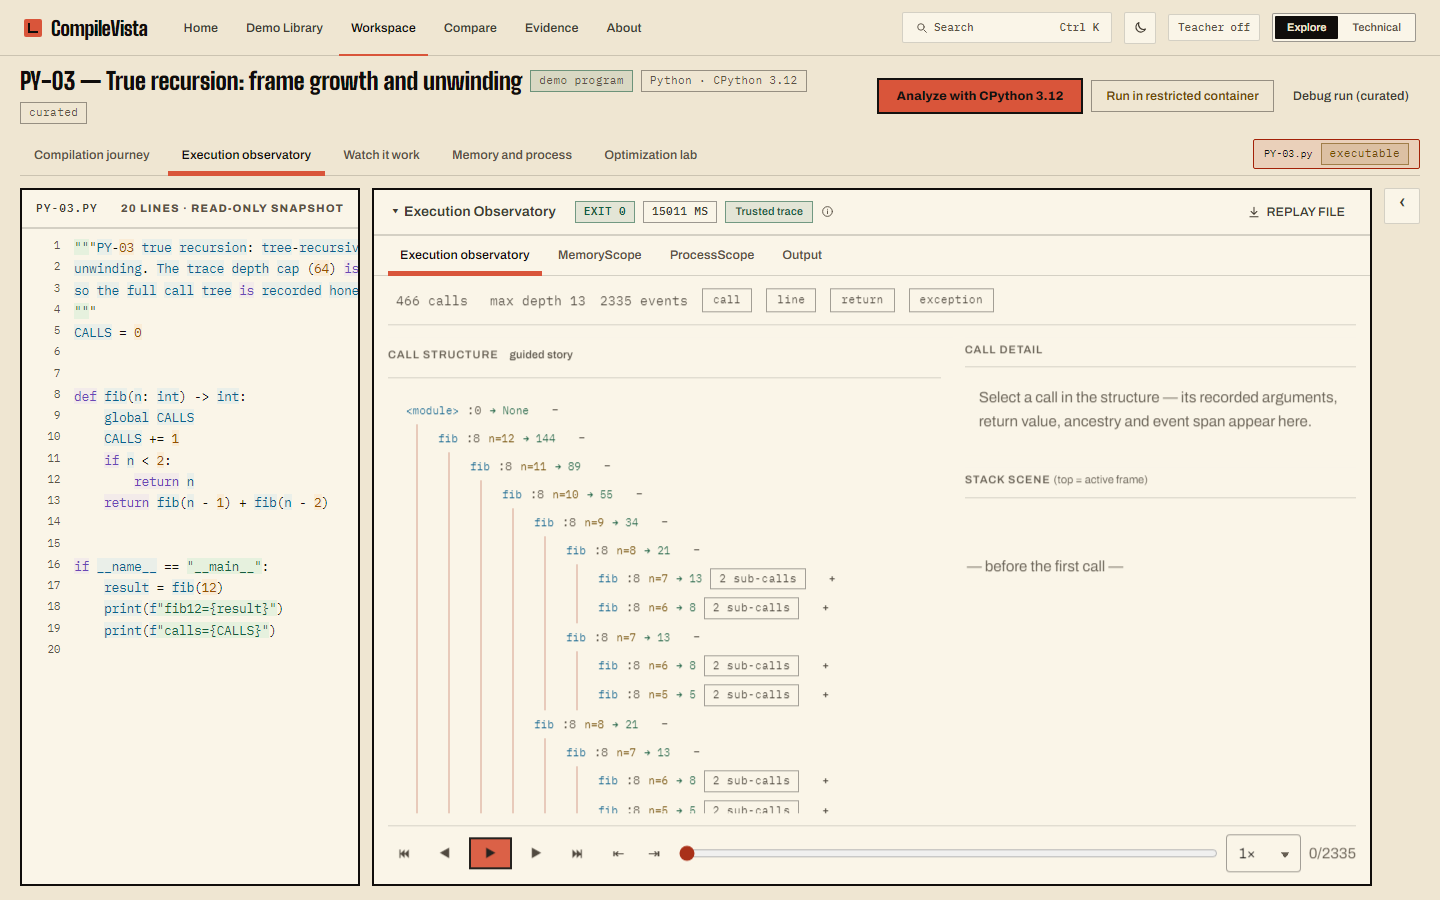 CompileVista Home Demo Library Workspace Compare Evidence About Search Ctrl K Teacher off Explore Technical
PY-03 — True recursion: frame growth and unwinding demo program Python · CPython 3.12
curated
Analyze with CPython 3.12 Run in restricted container Debug run (curated)
Compilation journey Execution observatory Watch it work Memory and process Optimization lab PY-03.py executable
PY-03.PY 20 LINES · READ-ONLY SNAPSHOT
1 """PY-03 true recursion: tree-recursiv
2 unwinding. The trace depth cap (64) is
3 so the full call tree is recorded hone
4 """
5 CALLS = 0
6
7
8 def fib(n: int) -> int:
9 global CALLS
10 CALLS += 1
11 if n < 2:
12 return n
13 return fib(n - 1) + fib(n - 2)
14
15
16 if __name__ == "__main__":
17 result = fib(12)
18 print(f"fib12={result}")
19 print(f"calls={CALLS}")
20
Execution Observatory EXIT 0 15011 MS Trusted trace REPLAY FILE
Execution observatory MemoryScope ProcessScope Output
466 calls max depth 13 2335 events call line return exception
CALL STRUCTURE guided story
<module> :0 → None −
fib :8 n=12 → 144 −
fib :8 n=11 → 89 −
fib :8 n=10 → 55 −
fib :8 n=9 → 34 −
fib :8 n=8 → 21 −
fib :8 n=7 → 13 2 sub-calls +
fib :8 n=6 → 8 2 sub-calls +
fib :8 n=7 → 13 −
fib :8 n=6 → 8 2 sub-calls +
fib :8 n=5 → 5 2 sub-calls +
fib :8 n=8 → 21 −
fib :8 n=7 → 13 −
fib :8 n=6 → 8 2 sub-calls +
fib :8 n=5 → 5 2 sub-calls +
CALL DETAIL
Select a call in the structure — its recorded arguments,
return value, ancestry and event span appear here.
STACK SCENE (top = active frame)
— before the first call —
1× 0/2335